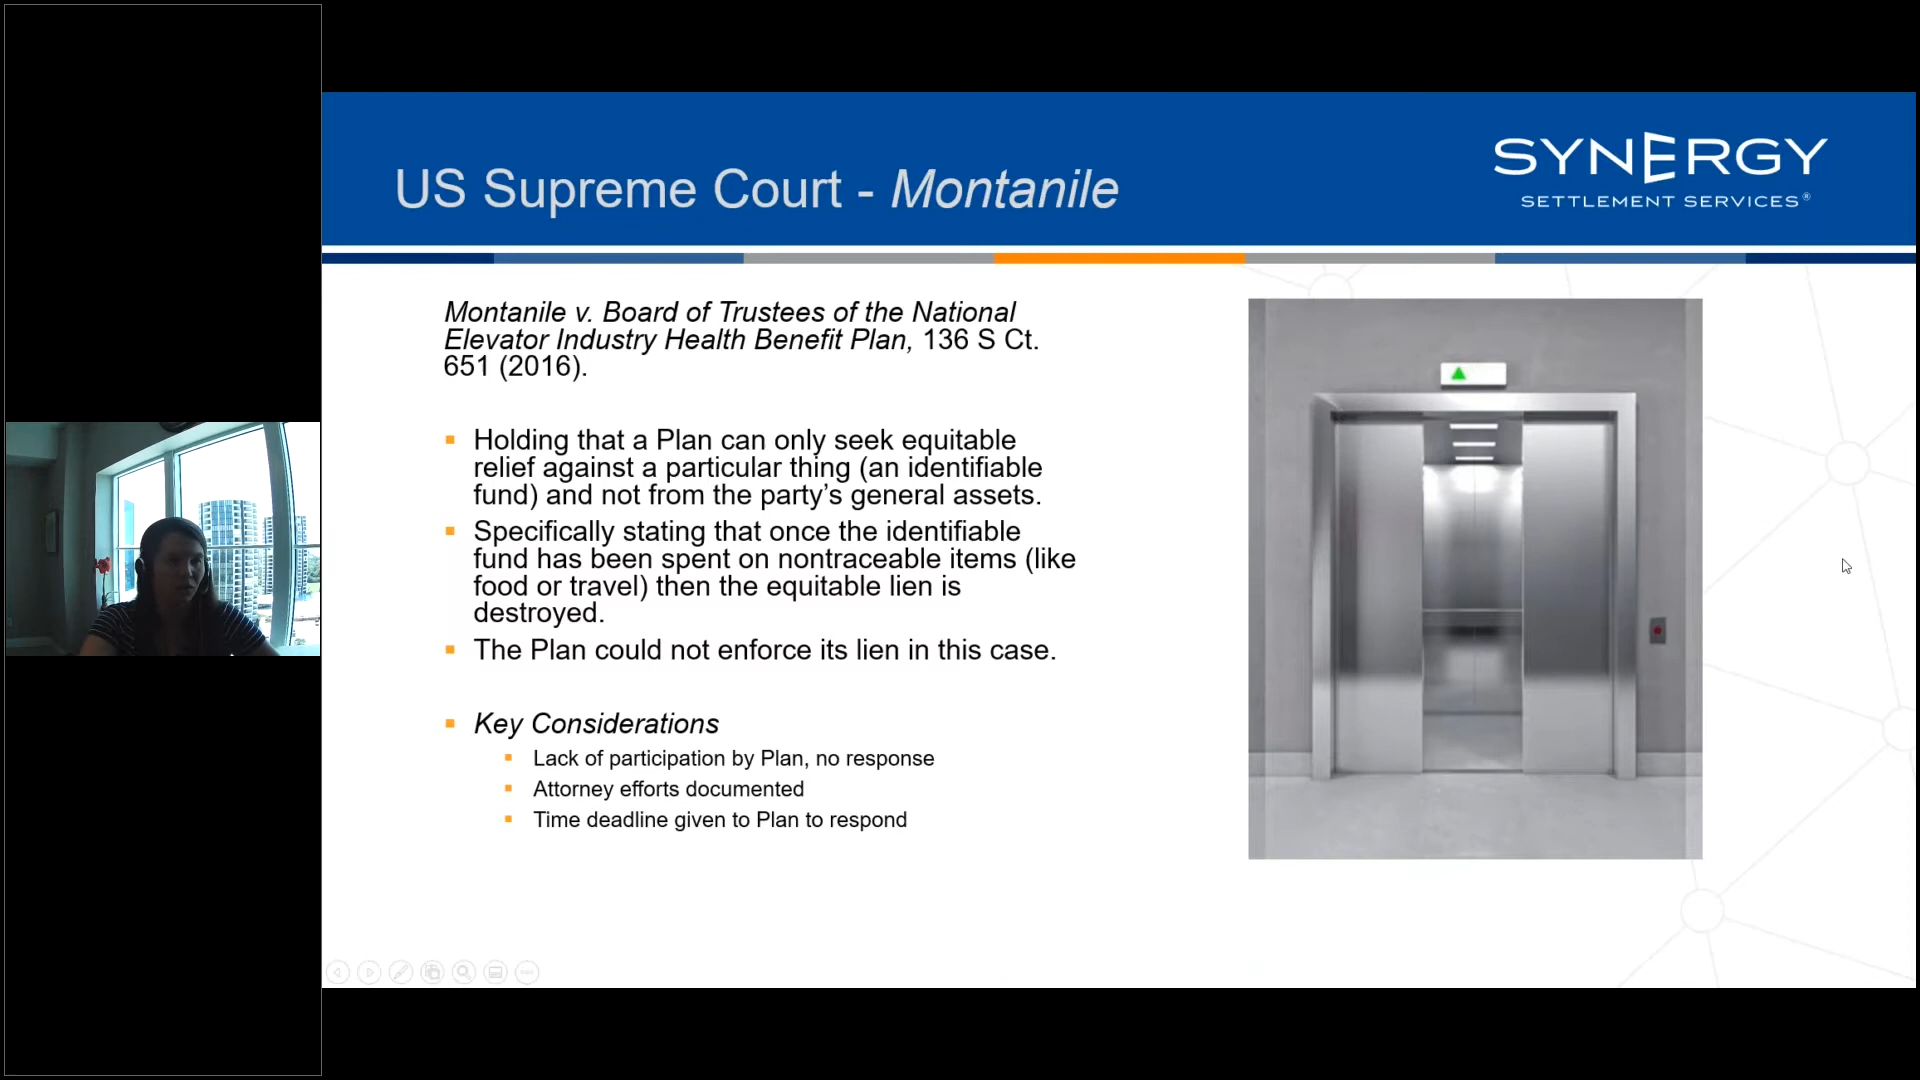 US Supreme Court - Montanile
SYNERGY
SETTLEMENT SERVICES®
Montanile v. Board of Trustees of the National
Elevator Industry Health Benefit Plan, 136 S Ct.
651 (2016).
Holding that a Plan can only seek equitable
relief against a particular thing (an identifiable
fund) and not from the party's general assets.
Specifically stating that once the identifiable
fund has been spent on nontraceable items (like
food or travel) then the equitable lien is
destroyed.
The Plan could not enforce its lien in this case.
Key Considerations
Lack of participation by Plan, no response
Attorney efforts documented
Time deadline given to Plan to respond